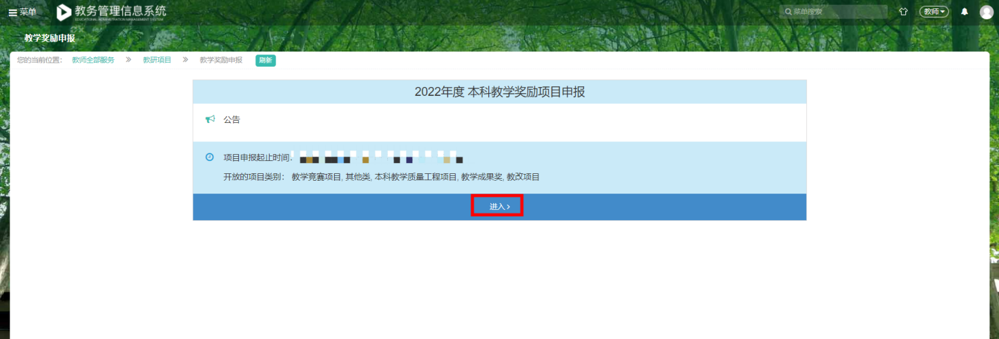 菜单 教务管理信息系统 菜单搜索 教师
EDUCATIONAL ADMINISTRATION MANAGEMENT SYSTEM
教学奖励申报
您的当前位置： 教师全部服务 » 教研项目 » 教学奖励申报 刷新
2022年度 本科教学奖励项目申报
公告
项目申报起止时间:
开放的项目类别： 教学竞赛项目, 其他类, 本科教学质量工程项目, 教学成果奖, 教改项目
进入 ›